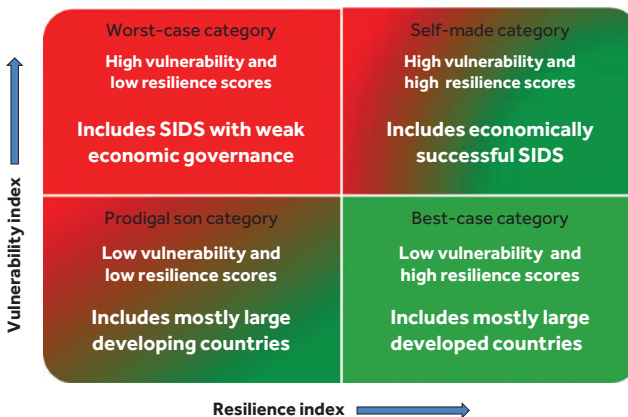 Worst-case category
High vulnerability and
low resilience scores
Includes SIDS with weak
economic governance
Self-made category
High vulnerability and
high resilience scores
Includes economically
successful SIDS
Prodigal son category
Low vulnerability and
low resilience scores
Includes mostly large
developing countries
Best-case category
Low vulnerability and
high resilience scores
Includes mostly large
developed countries
Vulnerability index
Resilience index